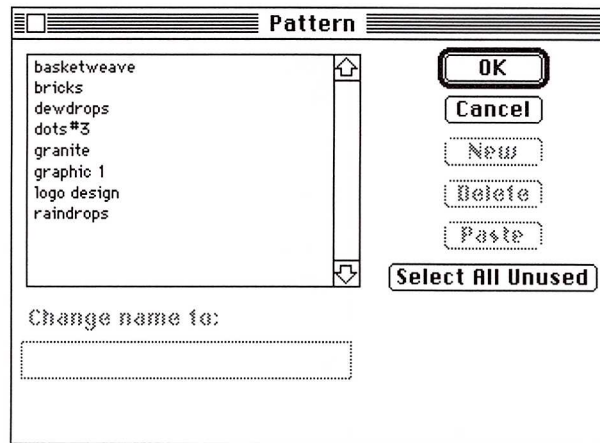 Pattern
basketweave
bricks
dewdrops
dots#3
granite
graphic 1
logo design
raindrops
OK
Cancel
New
Delete
Paste
Select All Unused
Change name to: